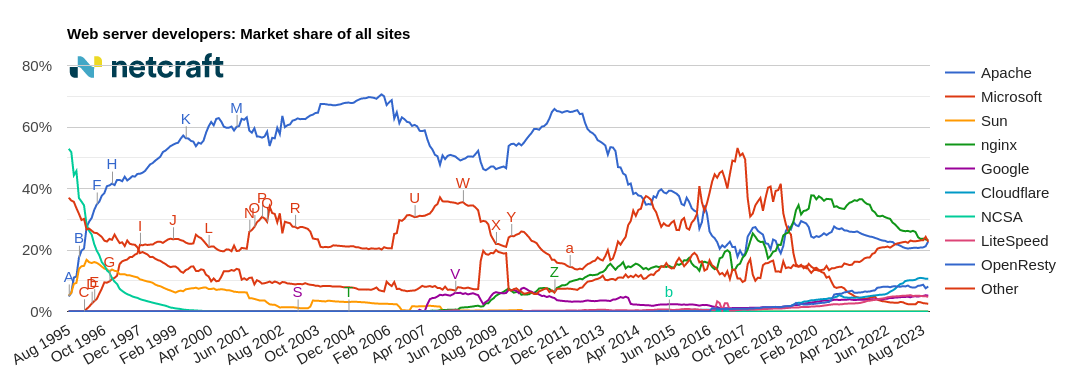 Web server developers: Market share of all sites
netcraft
80%
60%
40%
20%
0%
A
B
C
D
E
F
G
H
I
J
K
L
M
N
O
P
Q
R
S
T
U
V
W
X
Y
Z
a
b
Aug 1995
Oct 1996
Dec 1997
Feb 1999
Apr 2000
Jun 2001
Aug 2002
Oct 2003
Dec 2004
Feb 2006
Apr 2007
Jun 2008
Aug 2009
Oct 2010
Dec 2011
Feb 2013
Apr 2014
Jun 2015
Aug 2016
Oct 2017
Dec 2018
Feb 2020
Apr 2021
Jun 2022
Aug 2023
Apache
Microsoft
Sun
nginx
Google
Cloudflare
NCSA
LiteSpeed
OpenResty
Other